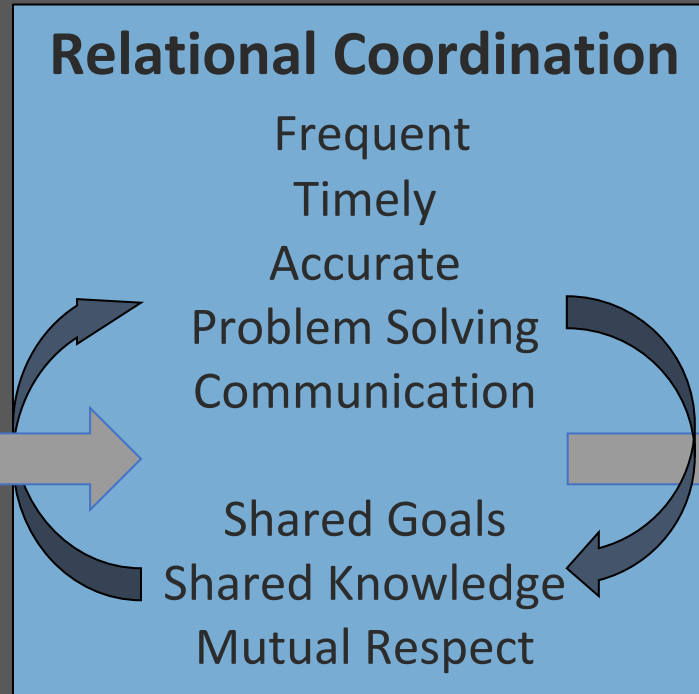 Relational Coordination
Frequent
Timely
Accurate
Problem Solving
Communication
Shared Goals
Shared Knowledge
Mutual Respect